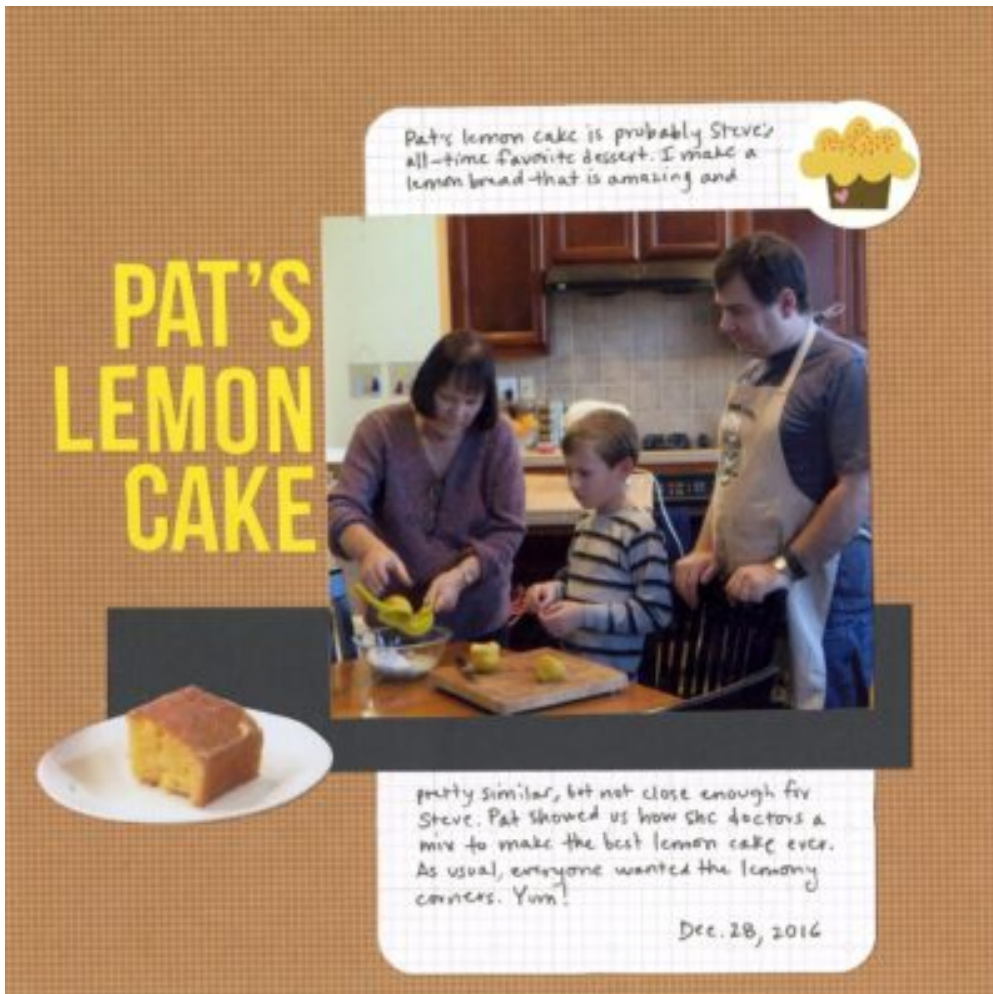 Pat's lemon cake is probably Steve's
all-time favorite dessert. I make a
lemon bread that is amazing and
PAT'S
LEMON
CAKE
pretty similar, but not close enough for
Steve. Pat showed us how she doctors a
mix to make the best lemon cake ever.
As usual, everyone wanted the lemony
corners. Yum!
Dec. 28, 2016